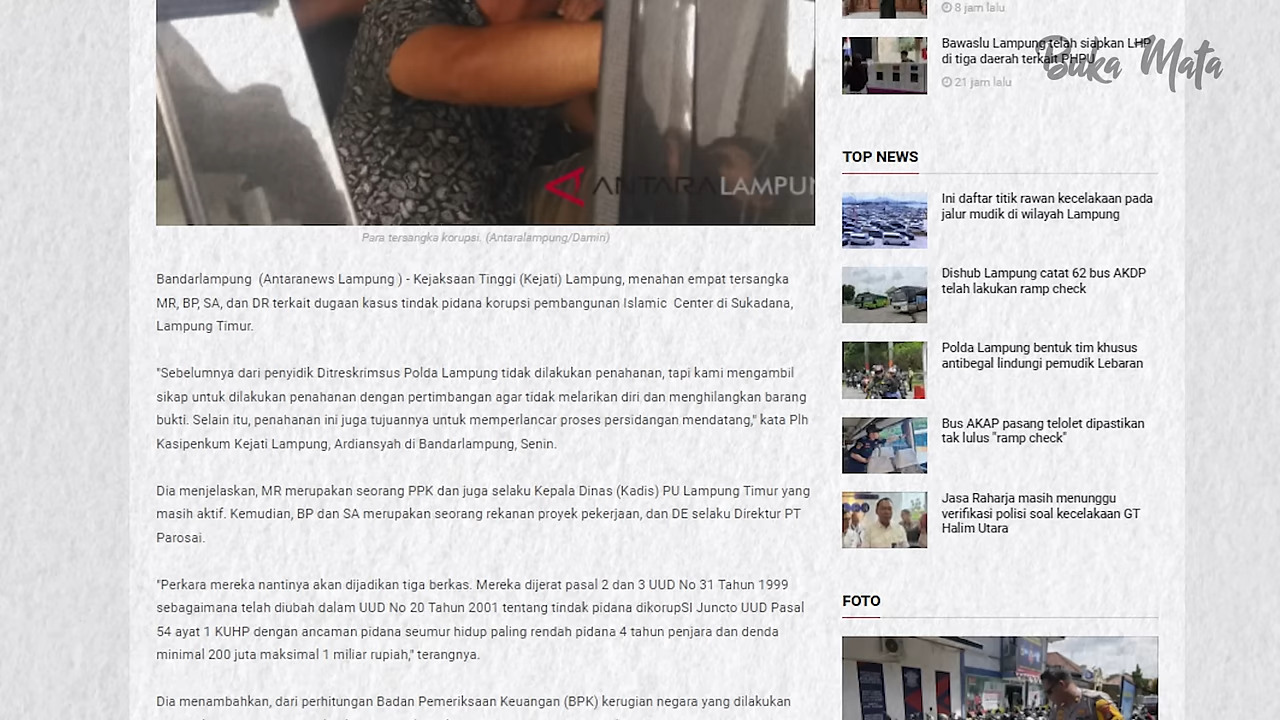 8 jam lalu
Bawaslu Lampung telah siapkan LHP
di tiga daerah terkait PHPU
21 jam lalu
Buka Mata
ANTARALAMPUN
Para tersangka korupsi. (Antaralampung/Damin)
Bandarlampung (Antaranews Lampung ) - Kejaksaan Tinggi (Kejati) Lampung, menahan empat tersangka
MR, BP, SA, dan DR terkait dugaan kasus tindak pidana korupsi pembangunan Islamic Center di Sukadana,
Lampung Timur.
"Sebelumnya dari penyidik Ditreskrimsus Polda Lampung tidak dilakukan penahanan, tapi kami mengambil
untuk dilakukan penahanan dengan pertimbangan agar tidak melarikan diri dan menghilangkan barang
Selain itu, penahanan ini juga tujuannya untuk memperlancar proses persidangan mendatang," kata Plh
Kasipenkum Kejati Lampung, Ardiansyah di Bandarlampung, Senin.
Dia menjelaskan, MR merupakan seorang PPK dan juga selaku Kepala Dinas (Kadis) PU Lampung Timur yang
aktif. Kemudian, BP dan SA merupakan seorang rekanan proyek dan, dan DE selaku Direktur PT
Parosai.
"Perkara mereka nantinya akan dijadikan tiga berkas. Mereka dijerat pasal 2 dan 3 UUD No 31 Tahun 1999
sebagaimana telah diubah dalam UUD No 20 Tahun 2001 tentang tindak pidana dikorupSI Juncto UUD Pasal
54 ayat 1 KUHP dengan ancaman pidana seumur hidup paling rendah pidana 4 tahun penjara dan denda
minimal 200 juta maksimal 1 miliar rupiah," terangnya.
menambahkan, dari perhitungan Badan Pemeriksaan Keuangan (BPK) kerugian negara yang dilakukan
TOP NEWS
Ini daftar titik rawan kecelakaan pada
jalur mudik di wilayah Lampung
Dishub Lampung catat 62 bus AKDP
telah lakukan ramp check
Polda Lampung bentuk tim khusus
antibegal lindungi pemudik Lebaran
Bus AKAP pasang telolet dipastikan
tak lulus "ramp check"
Jasa Raharja masih menunggu
verifikasi polisi soal kecelakaan GT
Halim Utara
FOTO